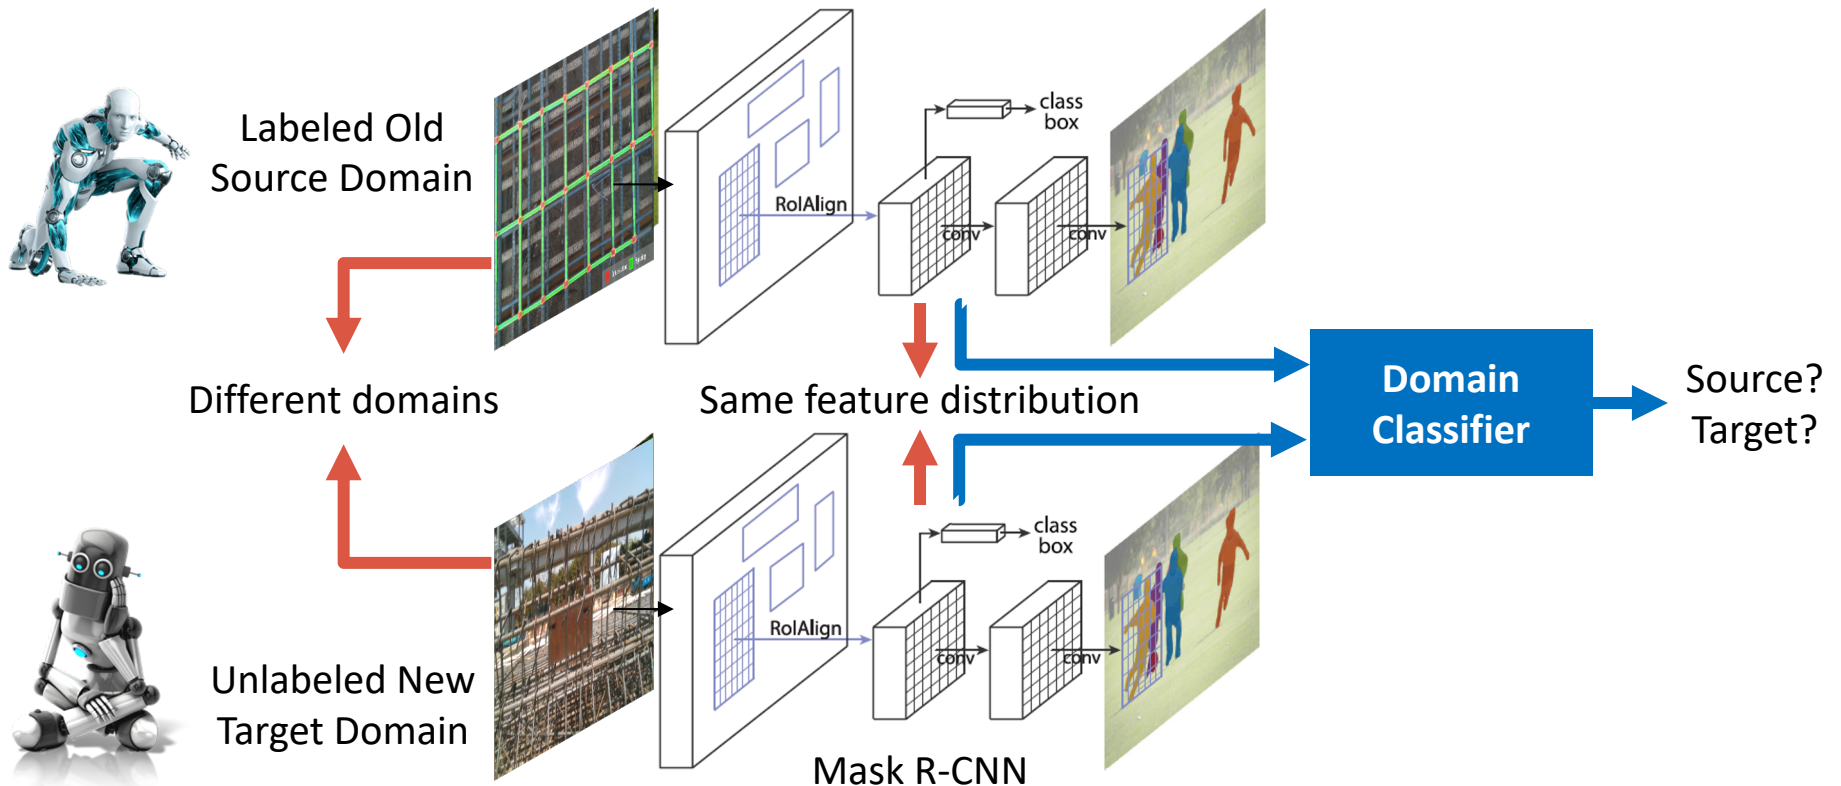 Labeled Old
Source Domain
RoIAlign
class
box
conv
conv
Different domains
Same feature distribution
Domain
Classifier
Source?
Target?
Unlabeled New
Target Domain
RoIAlign
class
box
conv
conv
Mask R-CNN